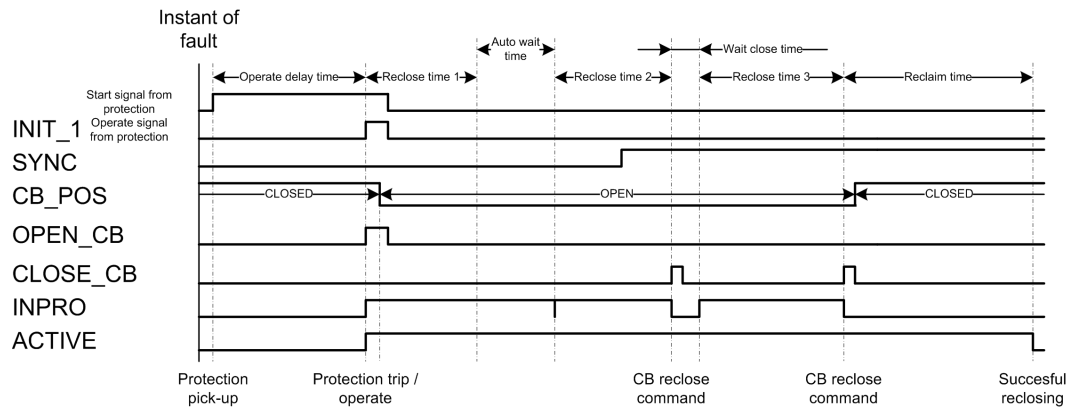 Instant of
fault
Auto wait
time
Wait close time
Operate delay time
Reclose time 1
Reclose time 2
Reclose time 3
Reclaim time
Start signal from
protection
Operate signal
from protection
INIT_1
SYNC
CB_POS
CLOSED
OPEN
CLOSED
OPEN_CB
CLOSE_CB
INPRO
ACTIVE
Protection
pick-up
Protection trip /
operate
CB reclose
command
CB reclose
command
Succesful
reclosing